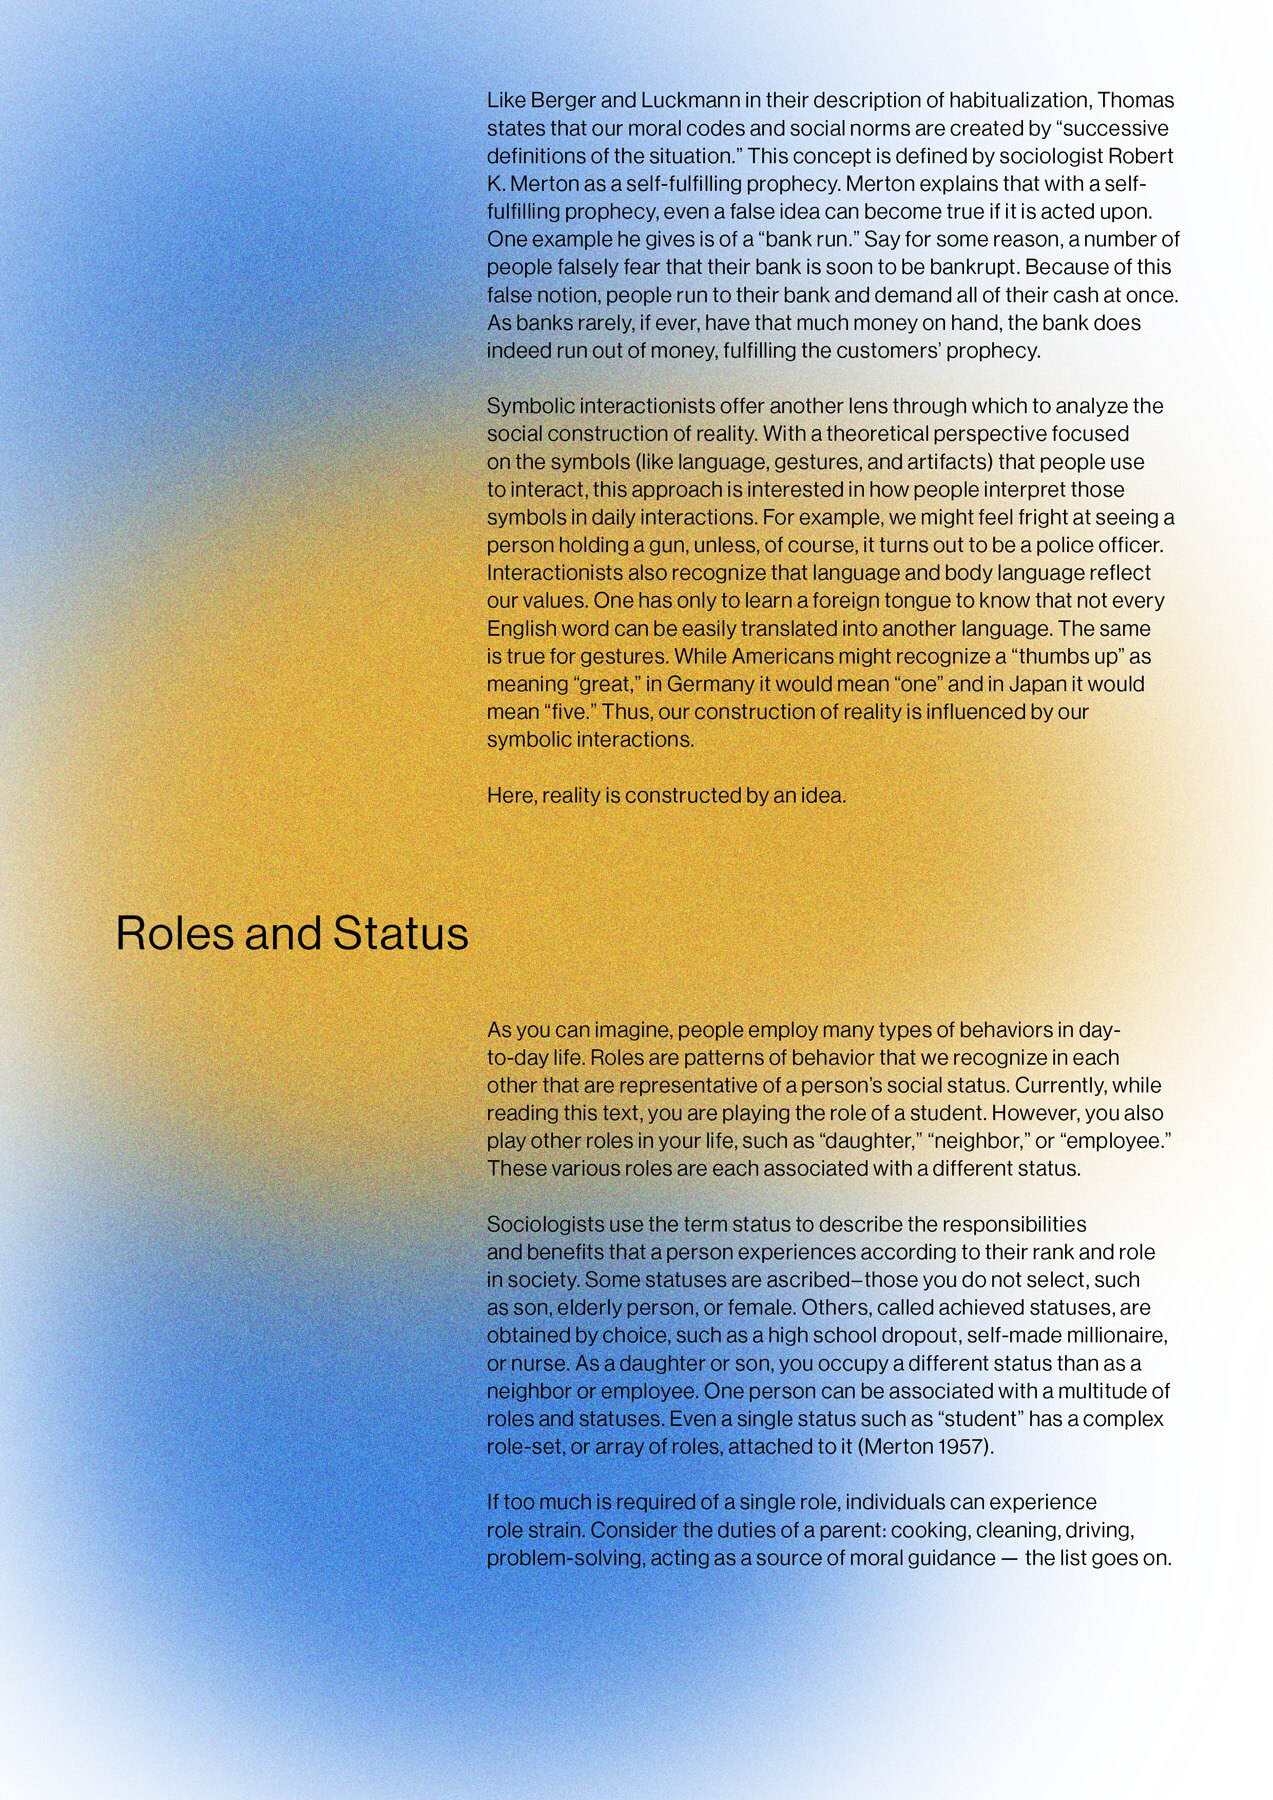 Like Berger and Luckmann in their description of habitualization, Thomas
states that our moral codes and social norms are created by “successive
definitions of the situation.” This concept is defined by sociologist Robert
K. Merton as a self-fulfilling prophecy. Merton explains that with a self-
fulfilling prophecy, even a false idea can become true if it is acted upon.
One example he gives is of a “bank run.” Say for some reason, a number of
people falsely fear that their bank is soon to be bankrupt. Because of this
false notion, people run to their bank and demand all of their cash at once.
As banks rarely, if ever, have that much money on hand, the bank does
indeed run out of money, fulfilling the customers’ prophecy.
Symbolic interactionists offer another lens through which to analyze the
social construction of reality. With a theoretical perspective focused
on the symbols (like language, gestures, and artifacts) that people use
to interact, this approach is interested in how people interpret those
symbols in daily interactions. For example, we might feel fright at seeing a
person holding a gun, unless, of course, it turns out to be a police officer.
Interactionists also recognize that language and body language reflect
our values. One has only to learn a foreign tongue to know that not every
English word can be easily translated into another language. The same
is true for gestures. While Americans might recognize a “thumbs up” as
meaning “great,” in Germany it would mean “one” and in Japan it would
mean “five.” Thus, our construction of reality is influenced by our
symbolic interactions.
Here, reality is constructed by an idea.
Roles and Status
As you can imagine, people employ many types of behaviors in day-
to-day life. Roles are patterns of behavior that we recognize in each
other that are representative of a person’s social status. Currently, while
reading this text, you are playing the role of a student. However, you also
play other roles in your life, such as “daughter,” “neighbor,” or “employee.”
These various roles are each associated with a different status.
Sociologists use the term status to describe the responsibilities
and benefits that a person experiences according to their rank and role
in society. Some statuses are ascribed–those you do not select, such
as son, elderly person, or female. Others, called achieved statuses, are
obtained by choice, such as a high school dropout, self-made millionaire,
or nurse. As a daughter or son, you occupy a different status than as a
neighbor or employee. One person can be associated with a multitude of
roles and statuses. Even a single status such as “student” has a complex
role-set, or array of roles, attached to it (Merton 1957).
If too much is required of a single role, individuals can experience
role strain. Consider the duties of a parent: cooking, cleaning, driving,
problem-solving, acting as a source of moral guidance — the list goes on.